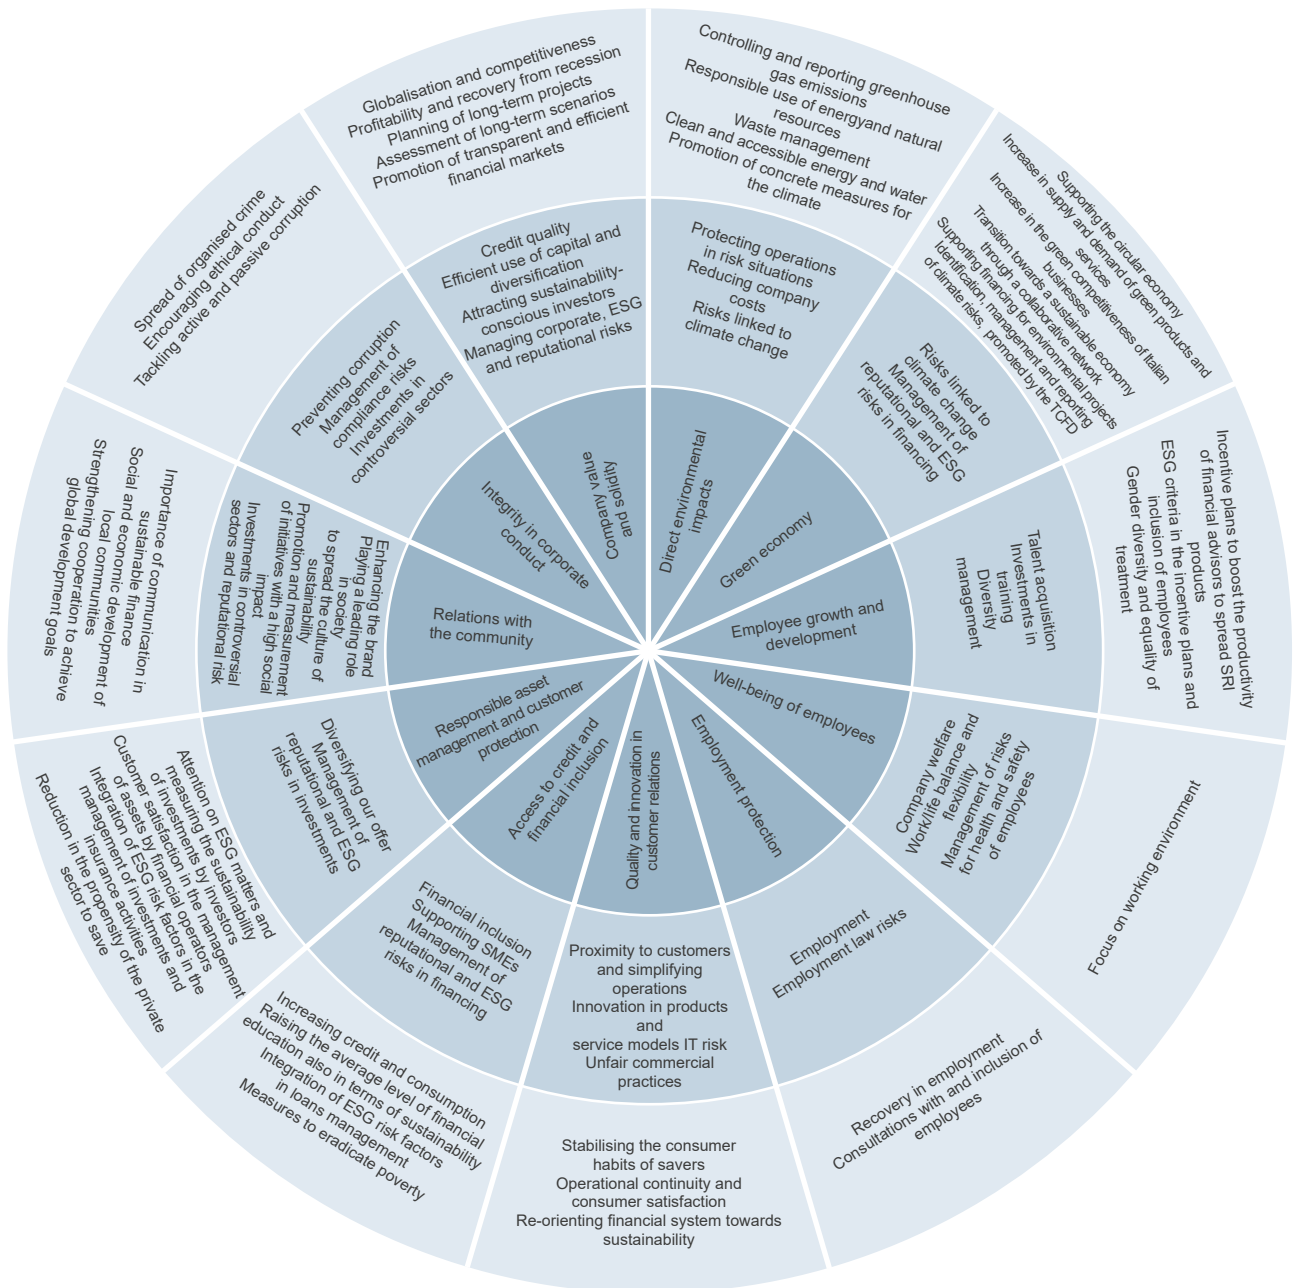 Direct environmental
impacts
Protecting operations
in risk situations
Reducing company
costs
Risks linked to
climate change
Controlling and reporting greenhouse
gas emissions
Responsible use of energyand natural
resources
Waste management
Clean and accessible energy and water
Promotion of concrete measures for
the climate
Green economy
Risks linked to
climate change
Management of
reputational and ESG
risks in financing
Supporting the circular economy
Increase in supply and demand of green products and
services
Increase in the green competitiveness of Italian
businesses
Transition towards a sustainable economy
through a collaborative network
Supporting financing for environmental projects
Identification, management and reporting
of climate risks, promoted by the TCFD
Employee growth and
development
Talent acquisition
Investments in
training
Diversity
management
Incentive plans to boost the productivity
of financial advisors to spread SRI
products
ESG criteria in the incentive plans and
inclusion of employees
Gender diversity and equality of
treatment
Well-being of employees
Company welfare
Work/life balance and
flexibility
Management of risks
for health and safety
of employees
Focus on working environment
Employment protection
Employment
Employment law risks
Recovery in employment
Consultations with and inclusion of
employees
Quality and innovation in
customer relations
Proximity to customers
and simplifying
operations
Innovation in products
and
service models IT risk
Unfair commercial
practices
Stabilising the consumer
habits of savers
Operational continuity and
consumer satisfaction
Re-orienting financial system towards
sustainability
Access to credit and
financial inclusion
Financial inclusion
Supporting SMEs
Management of
reputational and ESG
risks in financing
Increasing credit and consumption
Raising the average level of financial
education also in terms of sustainability
Integration of ESG risk factors
in loans management
Measures to eradicate poverty
Responsible asset
management and customer
protection
Diversifying our offer
Management of
reputational and ESG
risks in investments
Attention on ESG matters and
measuring the sustainability
of investments by investors
Customer satisfaction in the management
of assets by financial operators
Integration of ESG risk factors in the
management of investments and
insurance activities
Reduction in the propensity of the private
sector to save
Relations with
the community
Enhancing the brand
Playing a leading role
in society
to spread the culture of
sustainability
Promotion and measurement
of initiatives with a high social
impact
Investments in controversial
sectors and reputational risk
Importance of communication in
sustainable finance
Social and economic development of
local communities
Strengthening cooperation to achieve
global development goals
Integrity in corporate
conduct
Preventing corruption
Management of
compliance risks
Investments in
controversial sectors
Spread of organised crime
Encouraging ethical conduct
Tackling active and passive corruption
Company value
and solidity
Credit quality
Efficient use of capital and
diversification
Attracting sustainability-
conscious investors
Managing corporate, ESG
and reputational risks
Globalisation and competitiveness
Profitability and recovery from recession
Planning of long-term projects
Assessment of long-term scenarios
Promotion of transparent and efficient
financial markets